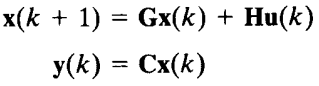 x(k + 1) = Gx(k) + Hu(k)
y(k) = Cx(k)